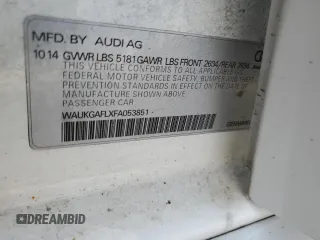 MFD. BY AUDI AG
10 14 GVWR LBS 5181 GAWR LBS FRONT 2634/REAR
THIS VEHICLE CONFORMS TO ALL APPLICABLE
FEDERAL MOTOR VEHICLE SAFETY, BUMPER AND THEFT
PREVENTION STANDARDS IN EFFECT ON THE DATE OF
MANUFACTURE SHOWN ABOVE.
PASSENGER CAR
WAUKGAFLXFA053851
© DREAMBID